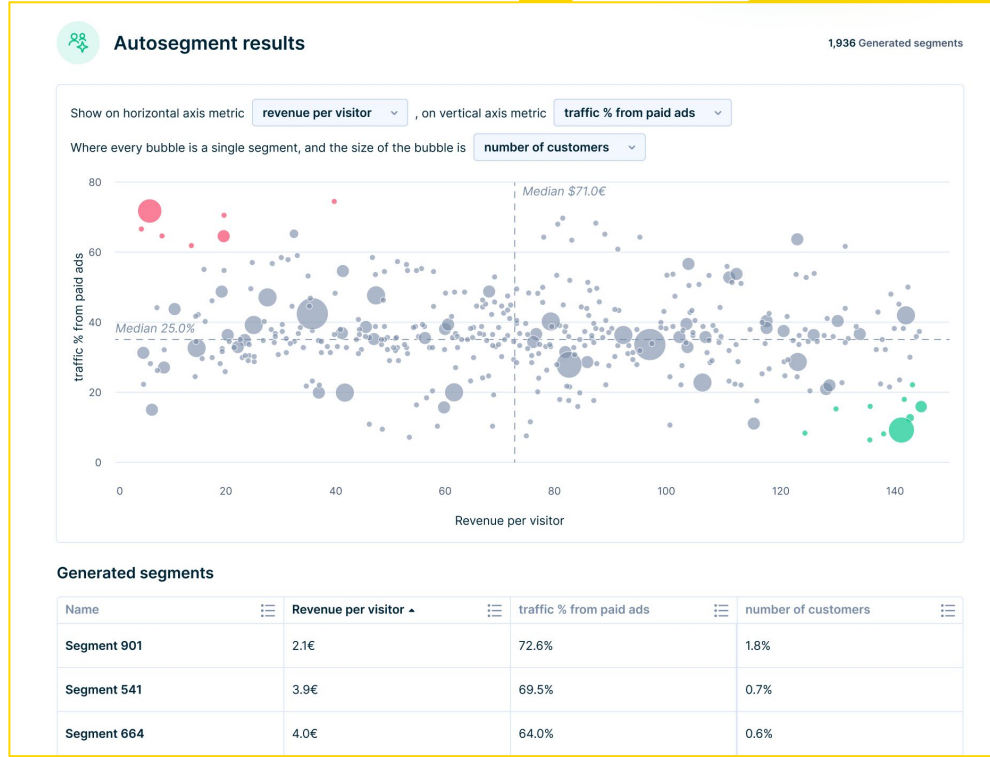 Autosegment results
1,936 Generated segments
Show on horizontal axis metric revenue per visitor , on vertical axis metric traffic % from paid ads
Where every bubble is a single segment, and the size of the bubble is number of customers
Median $71.0€
Median 25.0%
traffic % from paid ads
80
60
40
20
0
0 20 40 60 80 100 120 140
Revenue per visitor
Generated segments
Name Revenue per visitor traffic % from paid ads number of customers
Segment 901 2.1€ 72.6% 1.8%
Segment 541 3.9€ 69.5% 0.7%
Segment 664 4.0€ 64.0% 0.6%